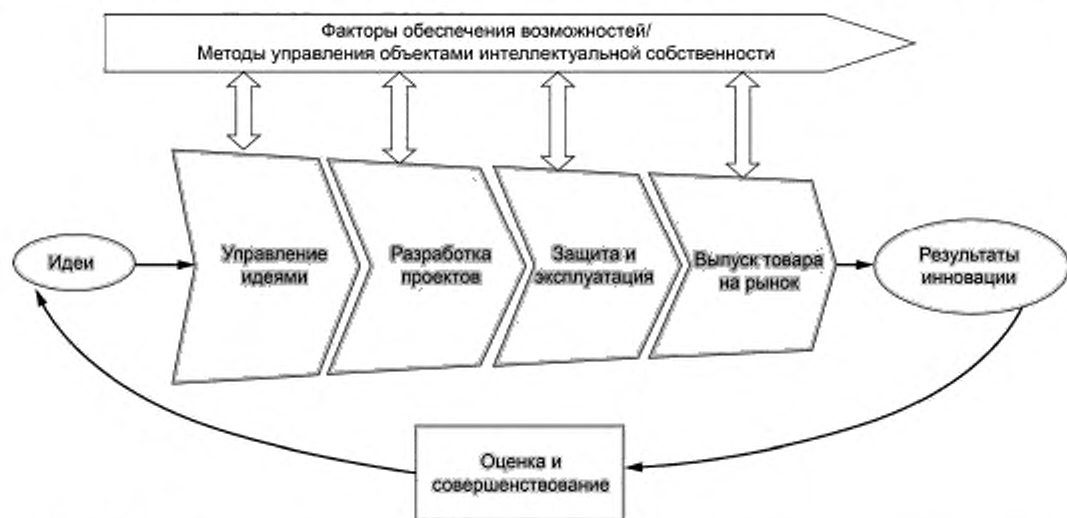 Факторы обеспечения возможностей/
Методы управления объектами интеллектуальной собственности
Идеи
Управление
идеями
Разработка
проектов
Защита и
эксплуатация
Выпуск товара
на рынок
Результаты
инновации
Оценка и
совершенствование